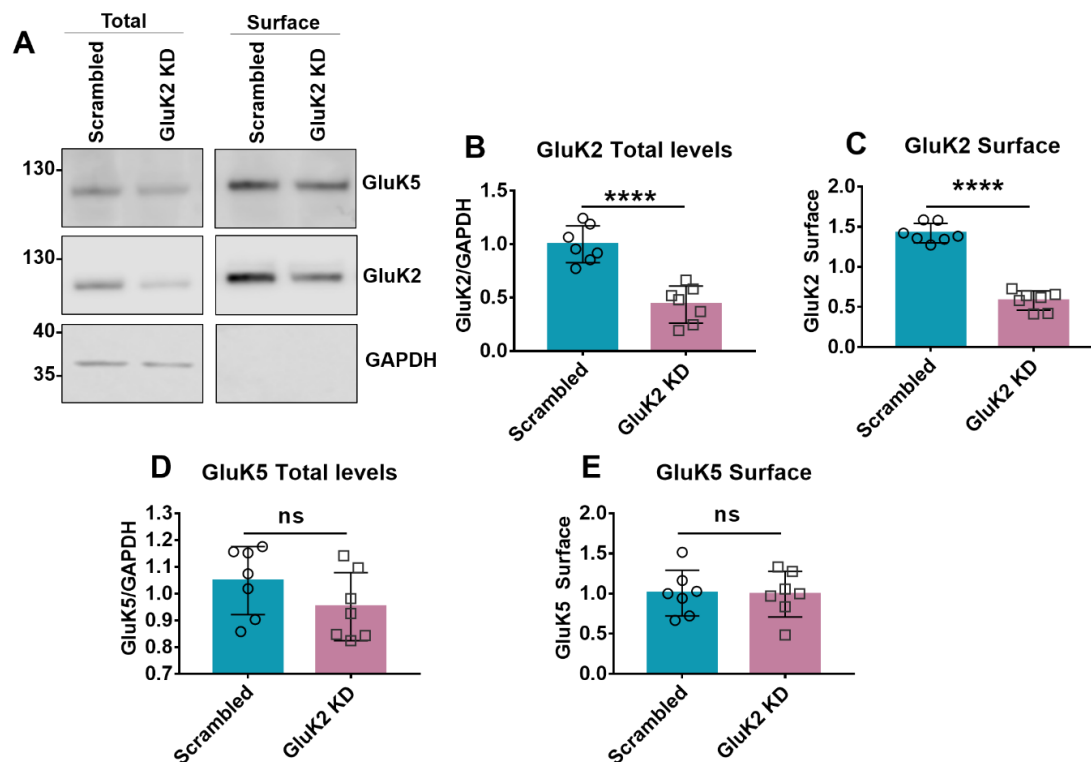 A
Total Surface
Scrambled
GluK2 KD
Scrambled
GluK2 KD
130
GluK5
130
GluK2
40
35
GAPDH
B
GluK2 Total levels
GluK2/GAPDH
1.5
1.0
0.5
0.0
****
Scrambled
GluK2 KD
C
GluK2 Surface
GluK2 Surface
2.0
1.5
1.0
0.5
0.0
****
Scrambled
GluK2 KD
D
GluK5 Total levels
GluK5/GAPDH
1.3
1.2
1.1
1.0
0.9
0.8
0.7
ns
Scrambled
GluK2 KD
E
GluK5 Surface
GluK5 Surface
2.0
1.5
1.0
0.5
0.0
ns
Scrambled
GluK2 KD